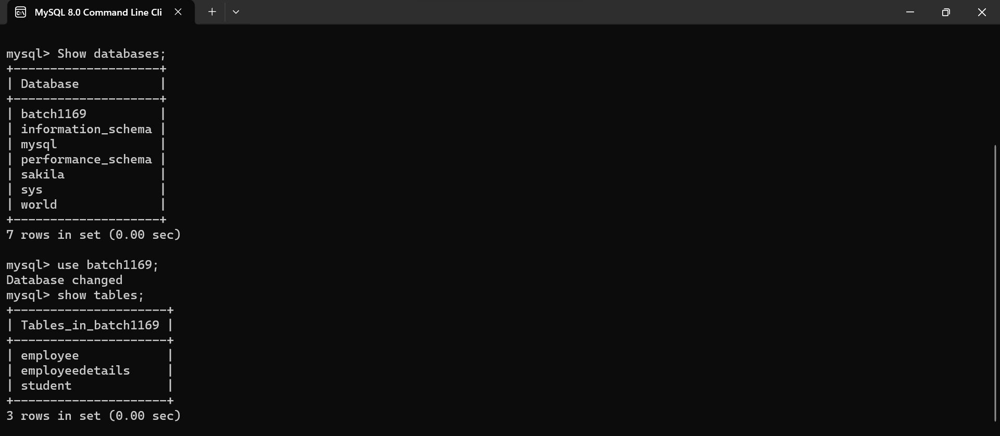 MySQL 8.0 Command Line Cli
mysql> Show databases;
+--------------------+
| Database           |
+--------------------+
| batch1169          |
| information_schema |
| mysql              |
| performance_schema |
| sakila             |
| sys                |
| world              |
+--------------------+
7 rows in set (0.00 sec)
mysql> use batch1169;
Database changed
mysql> show tables;
+---------------------+
| Tables_in_batch1169 |
+---------------------+
| employee            |
| employeedetails     |
| student             |
+---------------------+
3 rows in set (0.00 sec)